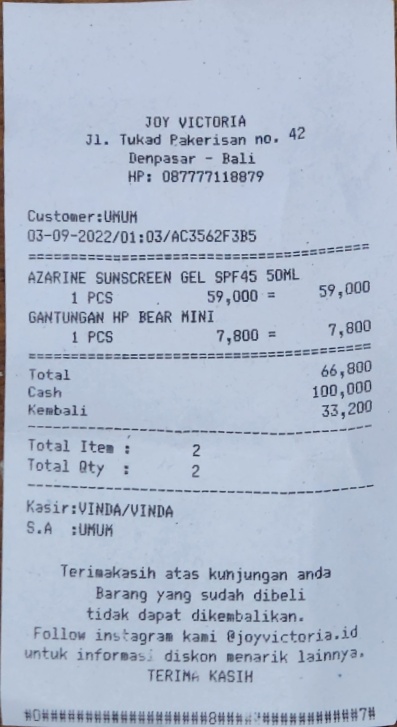 JOY VICTORIA
Jl. Tukad Pakerisan no. 42
Denpasar - Bali
HP: 087777118879
Customer:UMUM
03-09-2022/01:03/AC3562F3B5
========================================
AZARINE SUNSCREEN GEL SPF45 50ML
1 PCS 59,000 = 59,000
GANTUNGAN HP BEAR MINI
1 PCS 7,800 = 7,800
========================================
Total 66,800
Cash 100,000
Kembali 33,200
----------------------------------------
Total Item : 2
Total Qty : 2
----------------------------------------
Kasir:VINDA/VINDA
S.A :UMUM
Terimakasih atas kunjungan anda
Barang yang sudah dibeli
tidak dapat dikembalikan.
Follow instagram kami @joyvictoria.id
untuk informasi diskon menarik lainnya.
TERIMA KASIH